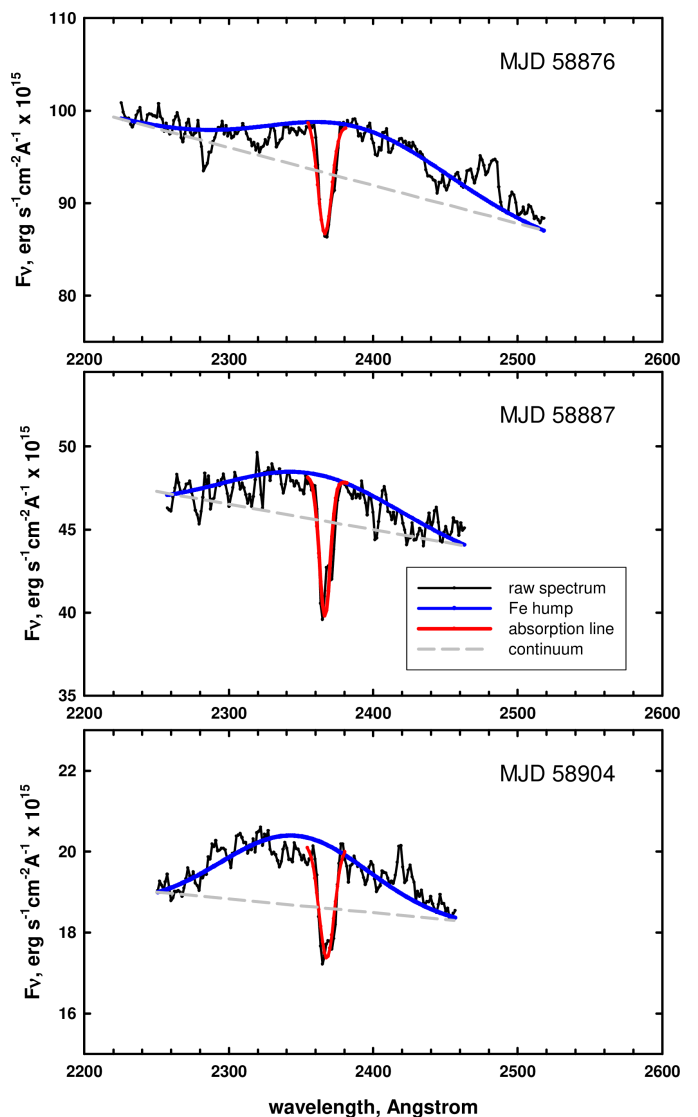 110
MJD 58876
100
90
80
Fν, erg s⁻¹cm⁻²A⁻¹ x 10¹⁵
2200 2300 2400 2500 2600
MJD 58887
50
45
40
35
Fν, erg s⁻¹cm⁻²A⁻¹ x 10¹⁵
raw spectrum
Fe hump
absorption line
continuum
2200 2300 2400 2500 2600
MJD 58904
22
20
18
16
Fν, erg s⁻¹cm⁻²A⁻¹ x 10¹⁵
2200 2300 2400 2500 2600
wavelength, Angstrom